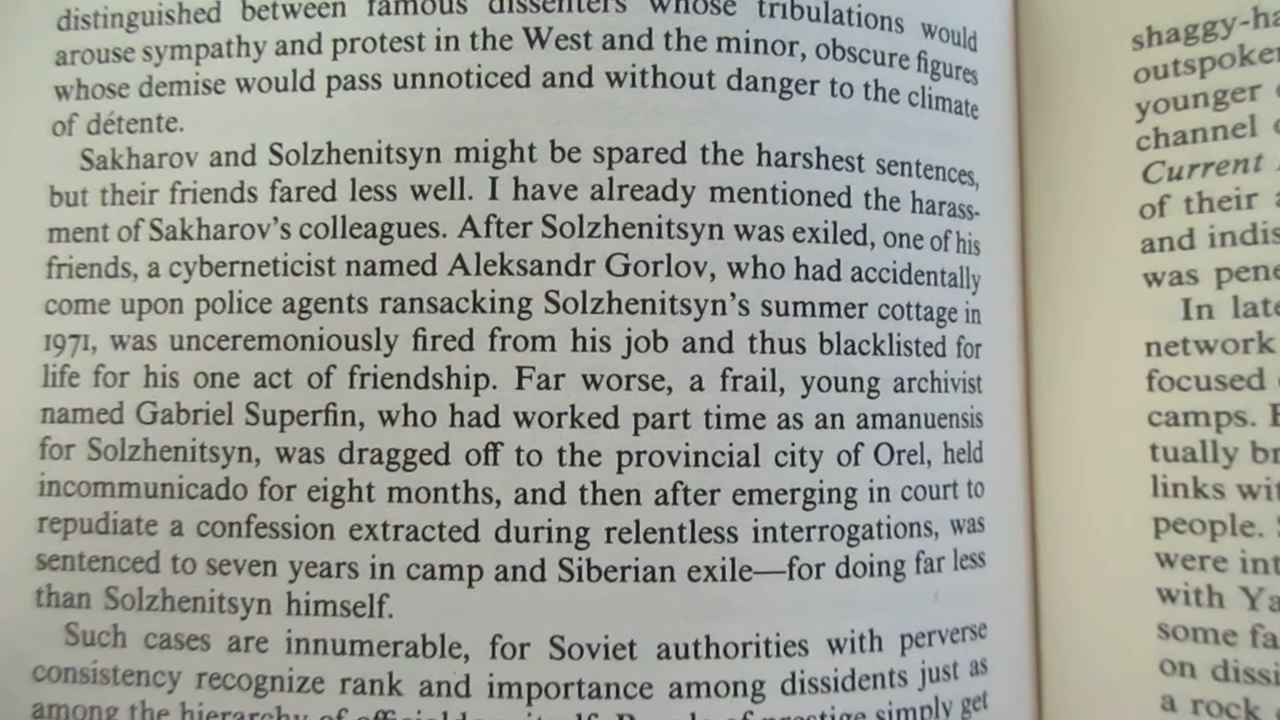 distinguished between famous dissenters whose tribulations would
arouse sympathy and protest in the West and the minor, obscure figures
whose demise would pass unnoticed and without danger to the climate
of détente.
Sakharov and Solzhenitsyn might be spared the harshest sentences,
but their friends fared less well. I have already mentioned the harass-
ment of Sakharov's colleagues. After Solzhenitsyn was exiled, one of his
friends, a cyberneticist named Aleksandr Gorlov, who had accidentally
come upon police agents ransacking Solzhenitsyn's summer cottage in
1971, was unceremoniously fired from his job and thus blacklisted for
life for his one act of friendship. Far worse, a frail, young archivist
named Gabriel Superfin, who had worked part time as an amanuensis
for Solzhenitsyn, was dragged off to the provincial city of Orel, held
incommunicado for eight months, and then after emerging in court to
repudiate a confession extracted during relentless interrogations, was
sentenced to seven years in camp and Siberian exile—for doing far less
than Solzhenitsyn himself.
Such cases are innumerable, for Soviet authorities with perverse
consistency recognize rank and importance among dissidents just as
among the hierarchy of officialdom itself. People of prestige simply get
shaggy-ha
outspoke
younger
channel
Current
of their
and indis
was pene
In late
network
focused
camps.
tually br
links wit
people.
were int
with Ya
some fa
on dissi
a rock